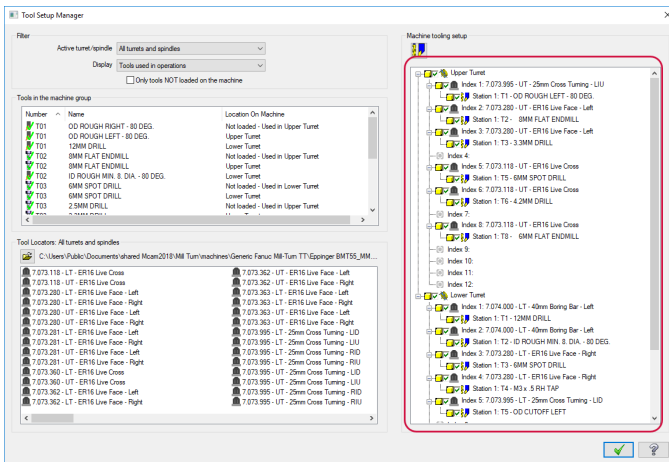 Tool Setup Manager
Filter
Active turret/spindle All turrets and spindles
Display Tools used in operations
Only tools NOT loaded on the machine
Tools in the machine group
Number Name Location On Machine
T01 OD ROUGH RIGHT - 80 DEG. Not loaded - Used in Upper Turret
T01 OD ROUGH LEFT - 80 DEG. Upper Turret
T01 12MM DRILL Lower Turret
T02 8MM FLAT ENDMILL Not loaded - Used in Upper Turret
T02 8MM FLAT ENDMILL Upper Turret
T02 ID ROUGH MIN. 8. DIA. - 80 DEG. Lower Turret
T03 6MM SPOT DRILL Not loaded - Used in Lower Turret
T03 6MM SPOT DRILL Lower Turret
T03 2.5MM DRILL Not loaded - Used in Upper Turret
Tool Locators: All turrets and spindles
C:\Users\Public\Documents\shared Mcam2018\Mill Turn\machines\Generic Fanuc Mill-Turn TT\Eppinger BMT55_MM...
7.073.118 - LT - ER16 Live Cross
7.073.118 - UT - ER16 Live Cross
7.073.280 - LT - ER16 Live Face - Left
7.073.280 - LT - ER16 Live Face - Right
7.073.280 - UT - ER16 Live Face - Left
7.073.281 - LT - ER16 Live Face - Right
7.073.281 - LT - ER16 Live Face - Left
7.073.281 - UT - ER16 Live Face - Right
7.073.360 - LT - ER16 Live Cross
7.073.360 - UT - ER16 Live Cross
7.073.362 - LT - ER16 Live Face - Left
7.073.362 - LT - ER16 Live Face - Right
7.073.362 - UT - ER16 Live Face - Left
7.073.362 - UT - ER16 Live Face - Right
7.073.363 - LT - ER16 Live Face - Left
7.073.363 - LT - ER16 Live Face - Right
7.073.363 - UT - ER16 Live Face - Left
7.073.363 - UT - ER16 Live Face - Right
7.073.995 - LT - 25mm Cross Turning - LID
7.073.995 - LT - 25mm Cross Turning - LIU
7.073.995 - LT - 25mm Cross Turning - RID
7.073.995 - LT - 25mm Cross Turning - RIU
7.073.995 - UT - 25mm Cross Turning - LID
7.073.995 - UT - 25mm Cross Turning - LIU
7.073.995 - UT - 25mm Cross Turning - RID
7.073.995 - UT - 25mm Cross Turning - RIU
Machine tooling setup
Upper Turret
Index 1: 7.073.995 - UT - 25mm Cross Turning - LIU
Station 1: T1 - OD ROUGH LEFT - 80 DEG.
Index 2: 7.073.280 - UT - ER16 Live Face - Left
Station 1: T2 - 8MM FLAT ENDMILL
Index 3: 7.073.280 - UT - ER16 Live Face - Left
Station 1: T3 - 3.3MM DRILL
Index 4:
Index 5: 7.073.118 - UT - ER16 Live Cross
Station 1: T5 - 6MM SPOT DRILL
Index 6: 7.073.118 - UT - ER16 Live Cross
Station 1: T6 - 4.2MM DRILL
Index 7:
Index 8: 7.073.118 - UT - ER16 Live Cross
Station 1: T8 - 6MM FLAT ENDMILL
Index 9:
Index 10:
Index 11:
Index 12:
Lower Turret
Index 1: 7.074.000 - LT - 40mm Boring Bar - Left
Station 1: T1 - 12MM DRILL
Index 2: 7.074.000 - LT - 40mm Boring Bar - Left
Station 1: T2 - ID ROUGH MIN. 8. DIA. - 80 DEG.
Index 3: 7.073.280 - LT - ER16 Live Face - Right
Station 1: T3 - 6MM SPOT DRILL
Index 4: 7.073.280 - LT - ER16 Live Face - Right
Station 1: T4 - M3 x .5 RH TAP
Index 5: 7.073.995 - LT - 25mm Cross Turning - LID
Station 1: T5 - OD CUTOFF LEFT